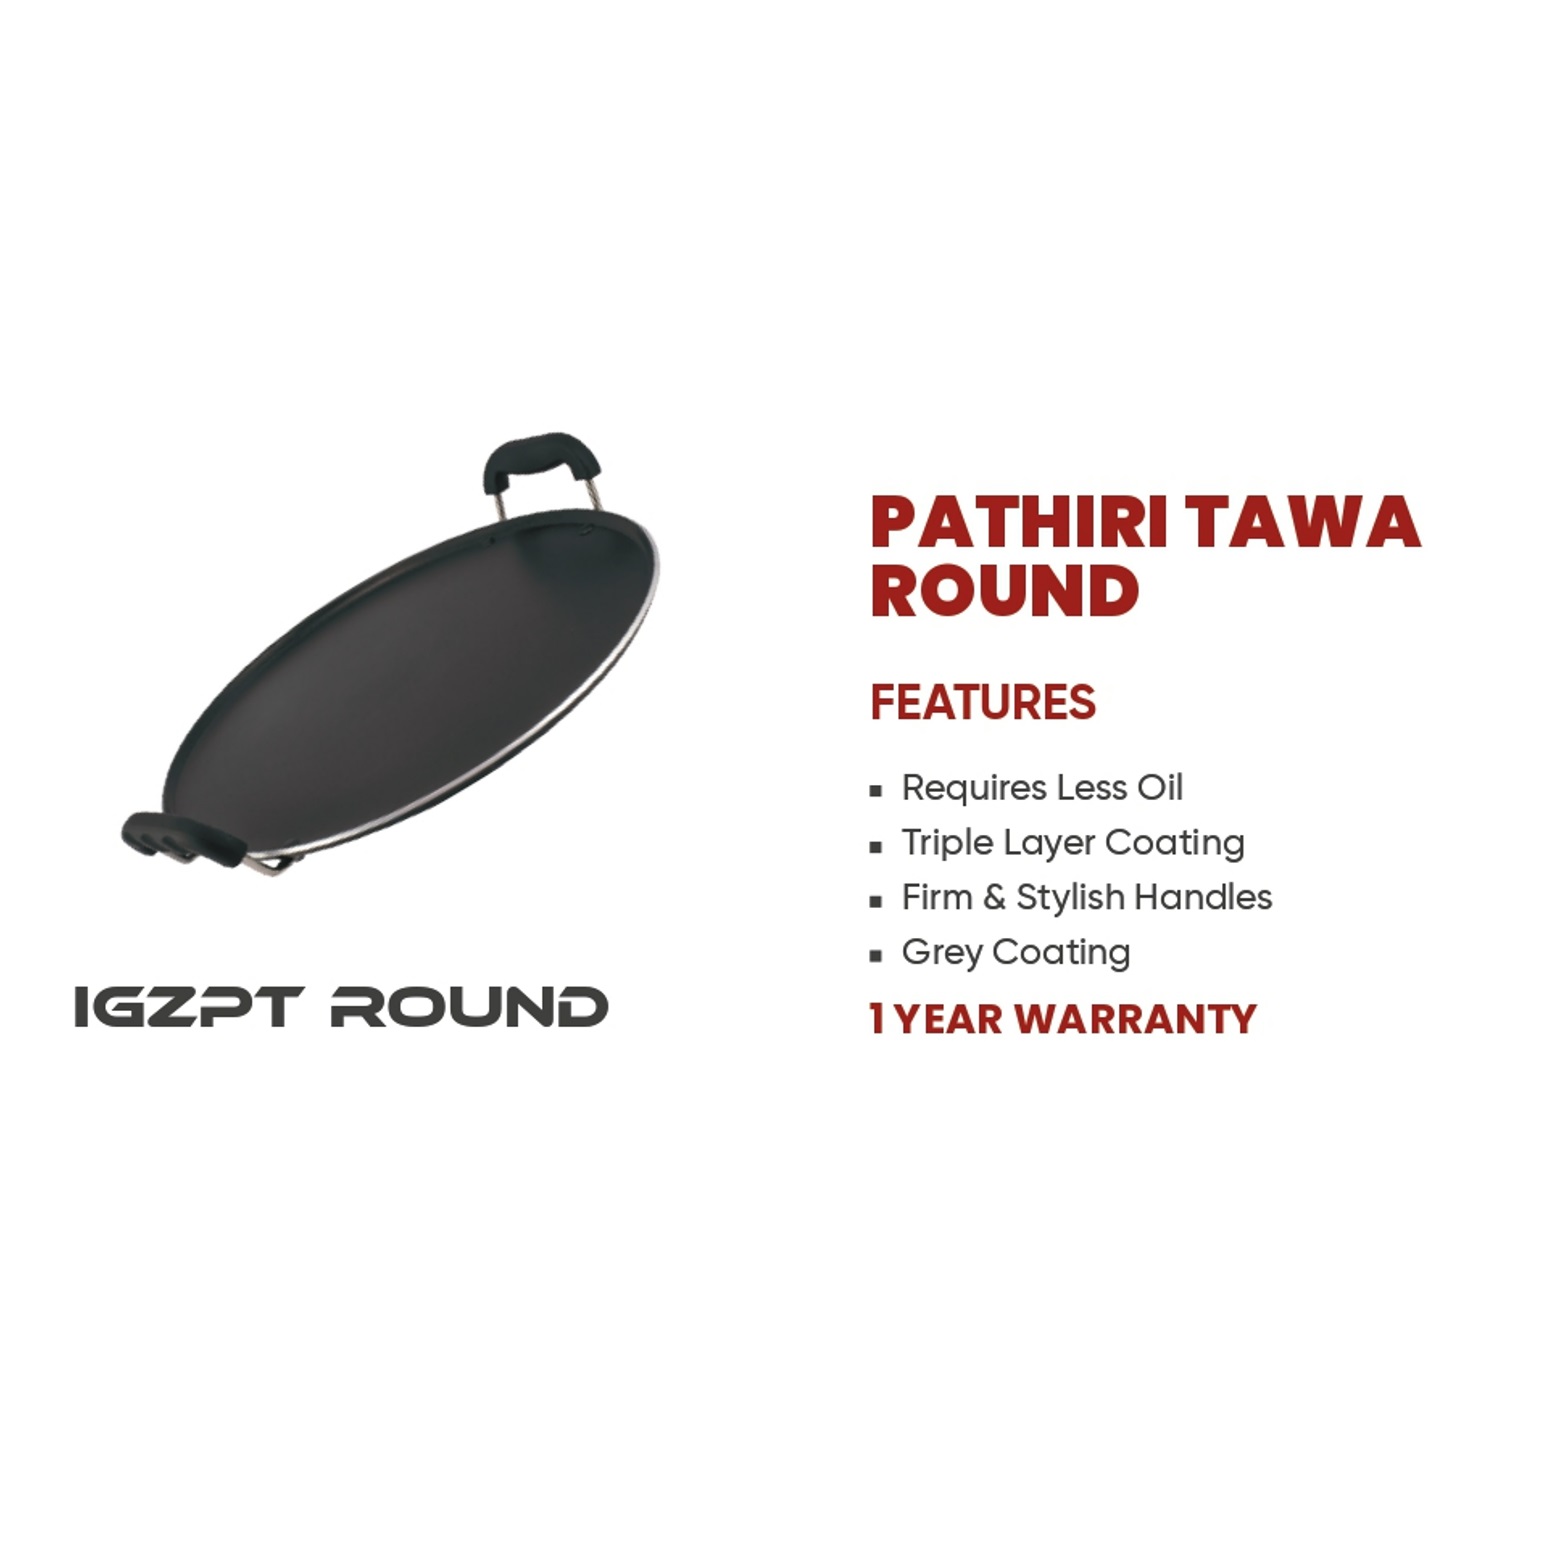 PATHIRI TAWA
ROUND
FEATURES
▪ Requires Less Oil
▪ Triple Layer Coating
▪ Firm & Stylish Handles
▪ Grey Coating
1 YEAR WARRANTY
IGZPT ROUND